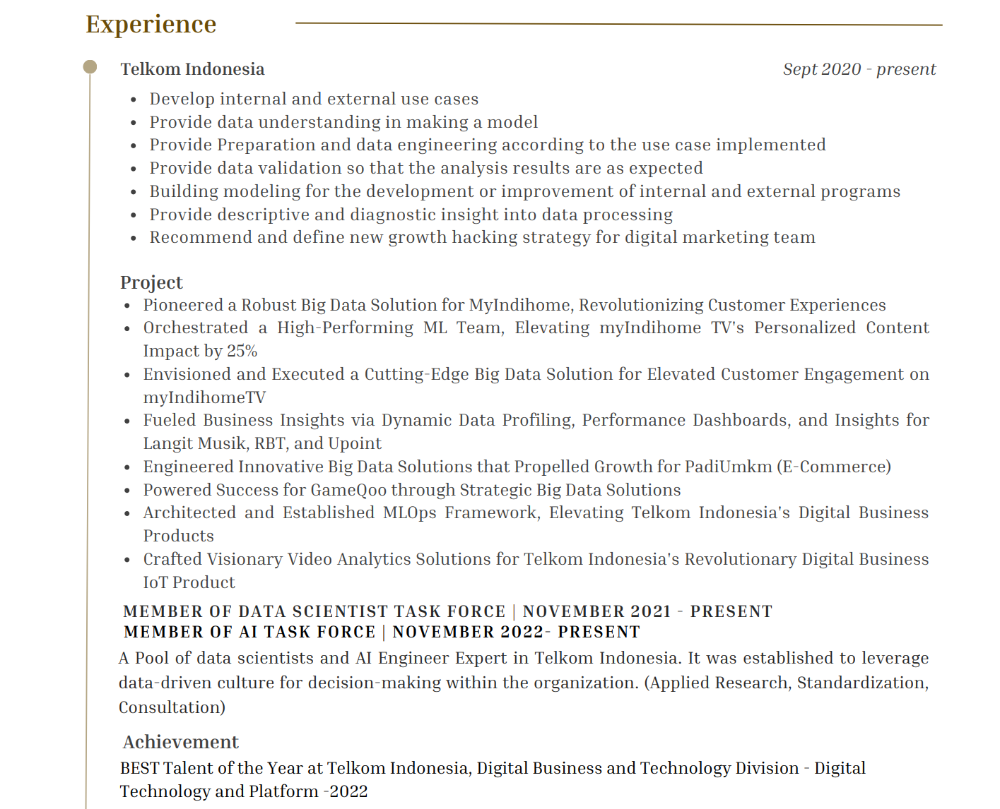 Experience
Telkom Indonesia Sept 2020 - present
• Develop internal and external use cases
• Provide data understanding in making a model
• Provide Preparation and data engineering according to the use case implemented
• Provide data validation so that the analysis results are as expected
• Building modeling for the development or improvement of internal and external programs
• Provide descriptive and diagnostic insight into data processing
• Recommend and define new growth hacking strategy for digital marketing team
Project
• Pioneered a Robust Big Data Solution for MyIndihome, Revolutionizing Customer Experiences
• Orchestrated a High-Performing ML Team, Elevating myIndihome TV's Personalized Content
Impact by 25%
• Envisioned and Executed a Cutting-Edge Big Data Solution for Elevated Customer Engagement on
myIndihomeTV
• Fueled Business Insights via Dynamic Data Profiling, Performance Dashboards, and Insights for
Langit Musik, RBT, and Upoint
• Engineered Innovative Big Data Solutions that Propelled Growth for PadiUmkm (E-Commerce)
• Powered Success for GameQoo through Strategic Big Data Solutions
• Architected and Established MLOps Framework, Elevating Telkom Indonesia's Digital Business
Products
• Crafted Visionary Video Analytics Solutions for Telkom Indonesia's Revolutionary Digital Business
IoT Product
MEMBER OF DATA SCIENTIST TASK FORCE | NOVEMBER 2021 - PRESENT
MEMBER OF AI TASK FORCE | NOVEMBER 2022- PRESENT
A Pool of data scientists and AI Engineer Expert in Telkom Indonesia. It was established to leverage
data-driven culture for decision-making within the organization. (Applied Research, Standardization,
Consultation)
Achievement
BEST Talent of the Year at Telkom Indonesia, Digital Business and Technology Division - Digital
Technology and Platform -2022